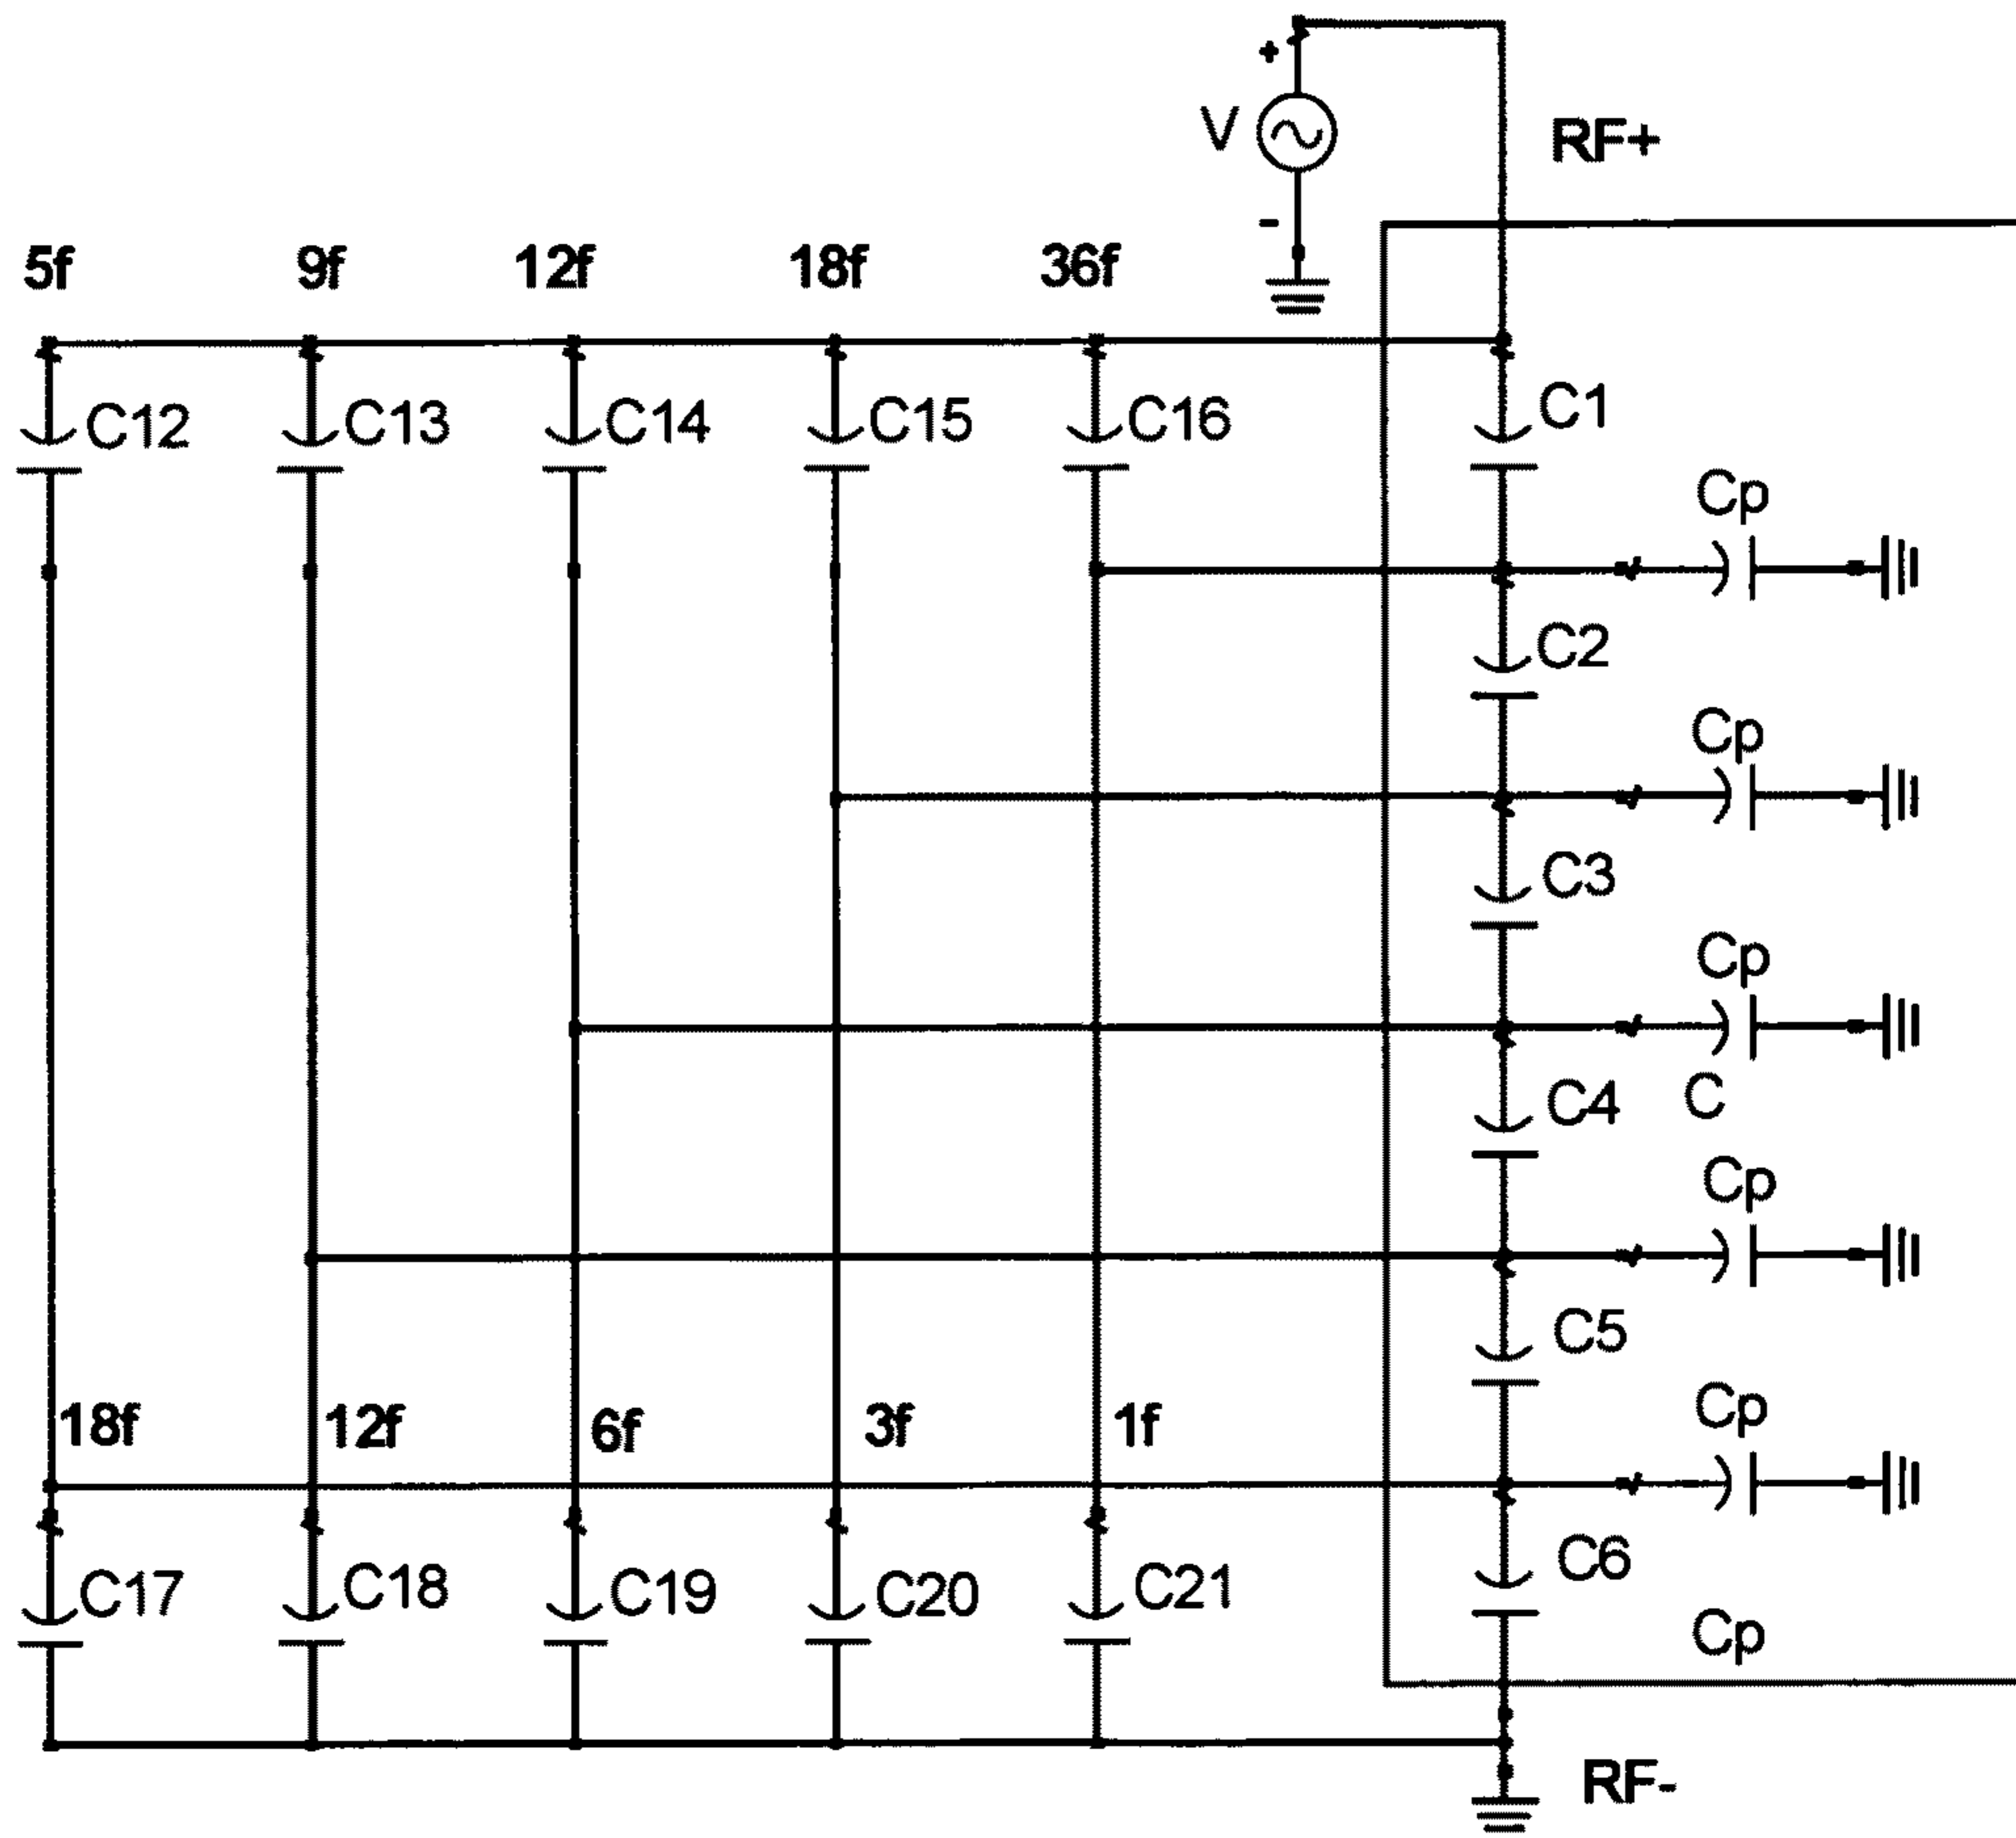 +
V
RF+
-
5f 9f 12f 18f 36f
C12 C13 C14 C15 C16 C1
Cp
C2
Cp
C3
Cp
C4 C
Cp
C5
Cp
18f 12f 6f 3f 1f
C17 C18 C19 C20 C21 C6
Cp
RF-